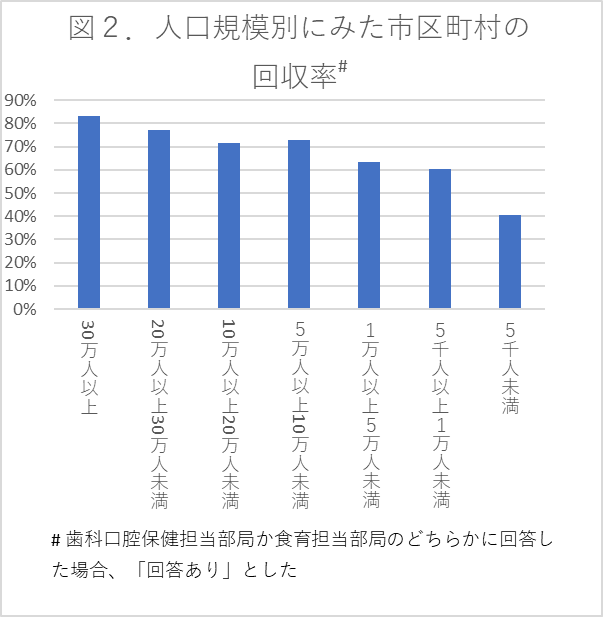 図２．人口規模別にみた市区町村の
回収率#
90%
80%
70%
60%
50%
40%
30%
20%
10%
0%
30万人以上
20万人以上30万人未満
10万人以上20万人未満
５万人以上10万人未満
１万人以上５万人未満
５千人以上１万人未満
５千人未満
# 歯科口腔保健担当部局か食育担当部局のどちらかに回答し
た場合、「回答あり」とした